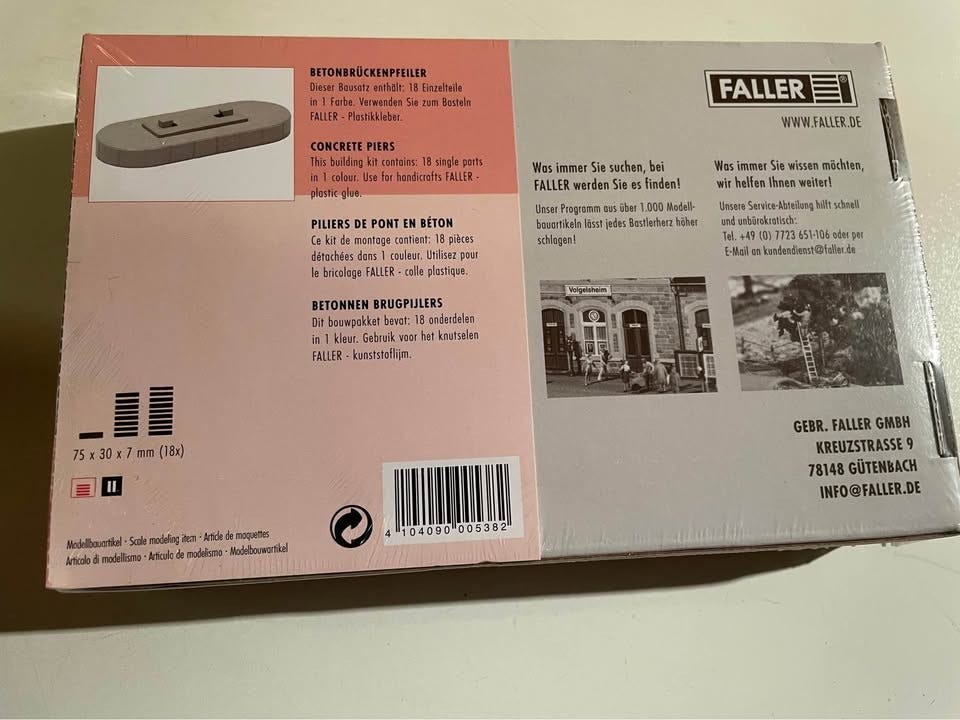 BETONBRÜCKENPFEILER
Dieser Bausatz enthält: 18 Einzelteile
in 1 Farbe. Verwenden Sie zum Basteln
FALLER - Plastikkleber.
CONCRETE PIERS
This building kit contains: 18 single parts
in 1 colour. Use for handicrafts FALLER -
plastic glue.
PILIERS DE PONT EN BÉTON
Ce kit de montage contient: 18 pièces
détachées dans 1 couleur. Utilisez pour
le bricolage FALLER - colle plastique.
BETONNEN BRUGPIJLERS
Dit bouwpakket bevat: 18 onderdelen
in 1 kleur. Gebruik voor het knutselen
FALLER - kunststoflijm.
75 x 30 x 7 mm (18x)
Modellbauartikel · Scale modeling item · Article de maquettes
Articolo di modellismo · Artículo de modelismo · Modelbouwartikel
4 104090 005382
FALLER ®
WWW.FALLER.DE
Was immer Sie suchen, bei
FALLER werden Sie es finden!
Unser Programm aus über 1.000 Modell-
bauartikeln lässt jedes Bastlerherz höher
schlagen!
Was immer Sie wissen möchten,
wir helfen Ihnen weiter!
Unsere Service-Abteilung hilft schnell
und unbürokratisch:
Tel. +49 (0) 7723 651-106 oder per
E-Mail an kundendienst@faller.de
Volgelsheim
GEBR. FALLER GMBH
KREUZSTRASSE 9
78148 GÜTENBACH
INFO@FALLER.DE